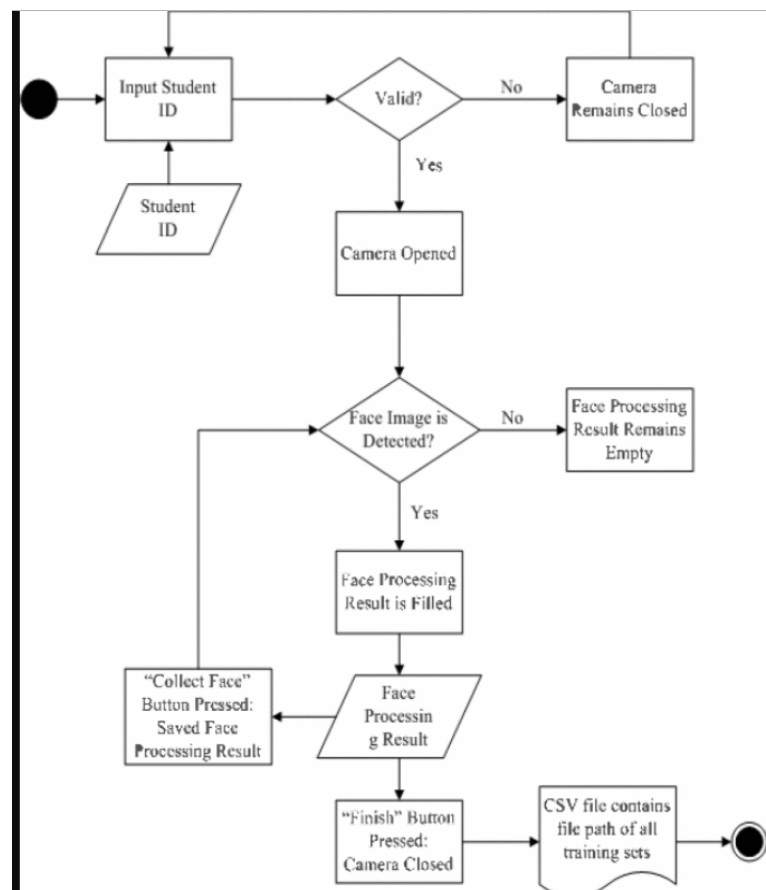 Input Student
ID
Valid?
No
Camera
Remains Closed
Yes
Student
ID
Camera Opened
Face Image is
Detected?
No
Face Processing
Result Remains
Empty
Yes
Face Processing
Result is Filled
“Collect Face”
Button Pressed:
Saved Face
Processing Result
Face
Processin
g Result
“Finish” Button
Pressed:
Camera Closed
CSV file contains
file path of all
training sets